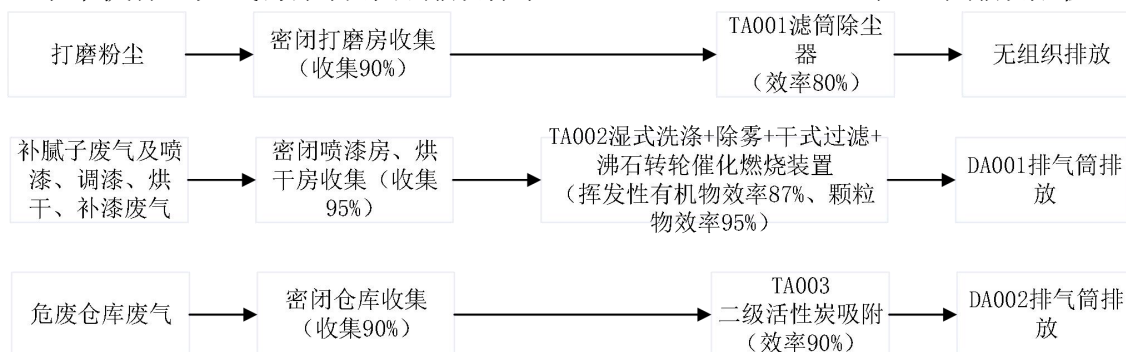 打磨粉尘
密闭打磨房收集
（收集90%）
TA001滤筒除尘
器
（效率80%）
无组织排放
补腻子废气及喷
漆、调漆、烘
干、补漆废气
密闭喷漆房、烘
干房收集（收集
95%）
TA002湿式洗涤+除雾+干式过滤+
沸石转轮催化燃烧装置
（挥发性有机物效率87%、颗粒
物效率95%）
DA001排气筒排
放
危废仓库废气
密闭仓库收集
（收集90%）
TA003
二级活性炭吸附
（效率90%）
DA002排气筒排
放